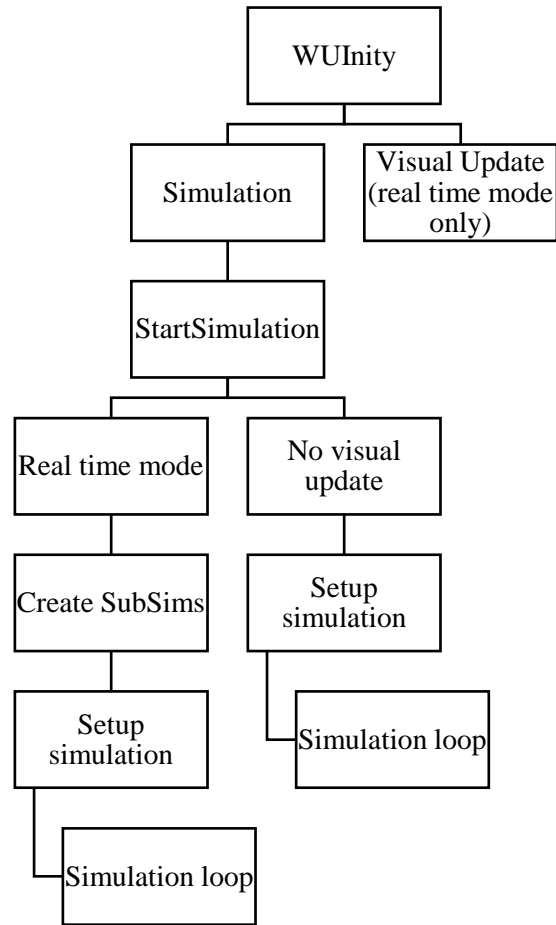 WUInity
Simulation
Visual Update
(real time mode
only)
StartSimulation
Real time mode
No visual
update
Create SubSims
Setup
simulation
Setup
simulation
Simulation loop
Simulation loop